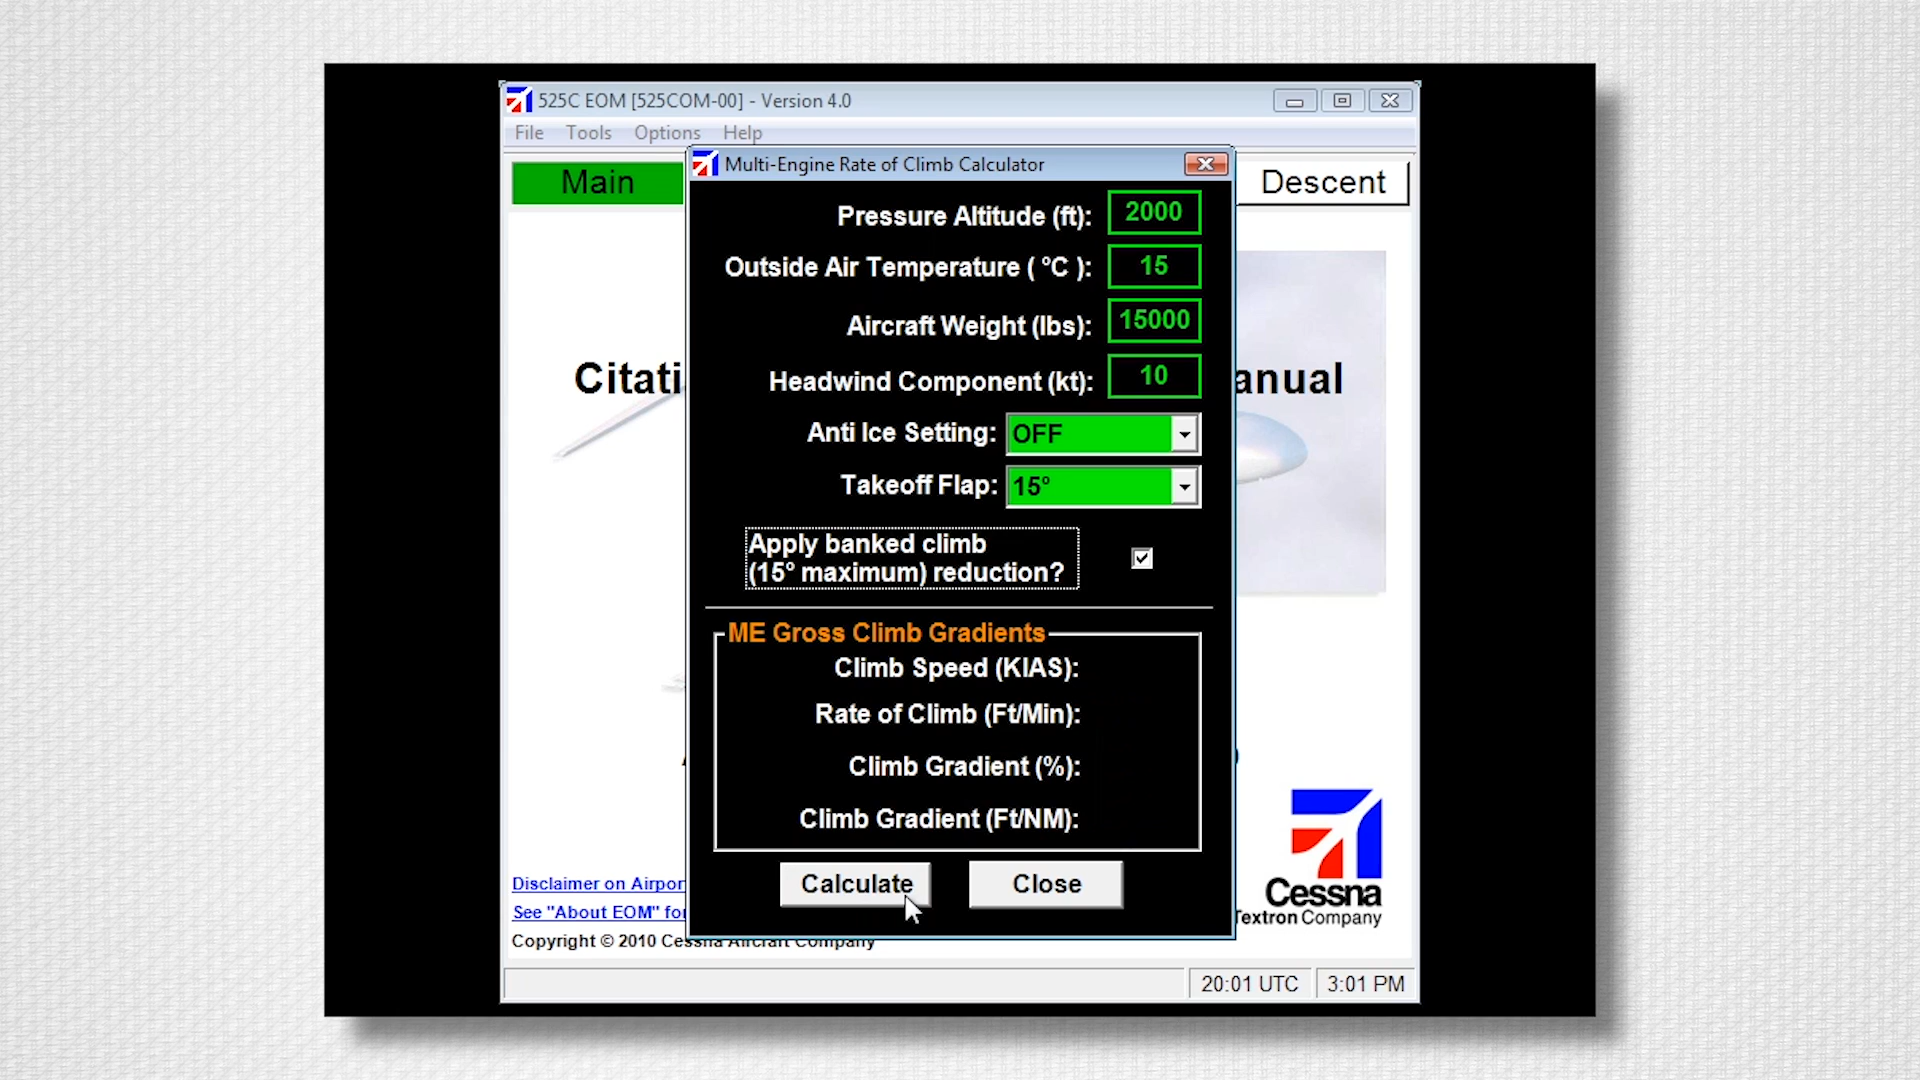 525C EOM [525COM-00] - Version 4.0
File Tools Options Help
Multi-Engine Rate of Climb Calculator
Main
Descent
Pressure Altitude (ft): 2000
Outside Air Temperature ( °C ): 15
Aircraft Weight (lbs): 15000
Headwind Component (kt): 10
Citati
anual
Anti Ice Setting: OFF
Takeoff Flap: 15°
Apply banked climb
(15° maximum) reduction?
ME Gross Climb Gradients
Climb Speed (KIAS):
Rate of Climb (Ft/Min):
Climb Gradient (%):
Climb Gradient (Ft/NM):
Calculate Close
Cessna
Textron Company
Disclaimer on Airpor
See "About EOM" for
Copyright © 2010 Cessna Aircraft Company
20:01 UTC 3:01 PM